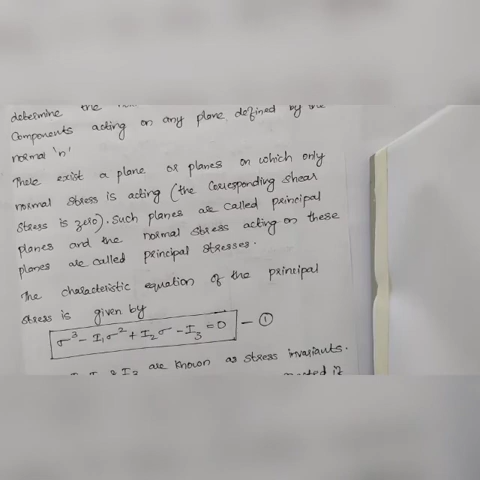 determine the
Components acting on any plane defined by the
normal 'n'
There exist a plane or planes on which only
normal stress is acting (the corresponding shear
stress is zero). Such planes are called principal
planes and the normal stress acting on these
planes are called principal stresses.
The characteristic equation of the principal
stress is given by
σ³ - I₁σ² + I₂σ - I₃ = 0 — ①
I₂ & I₃ are known as stress invariants.